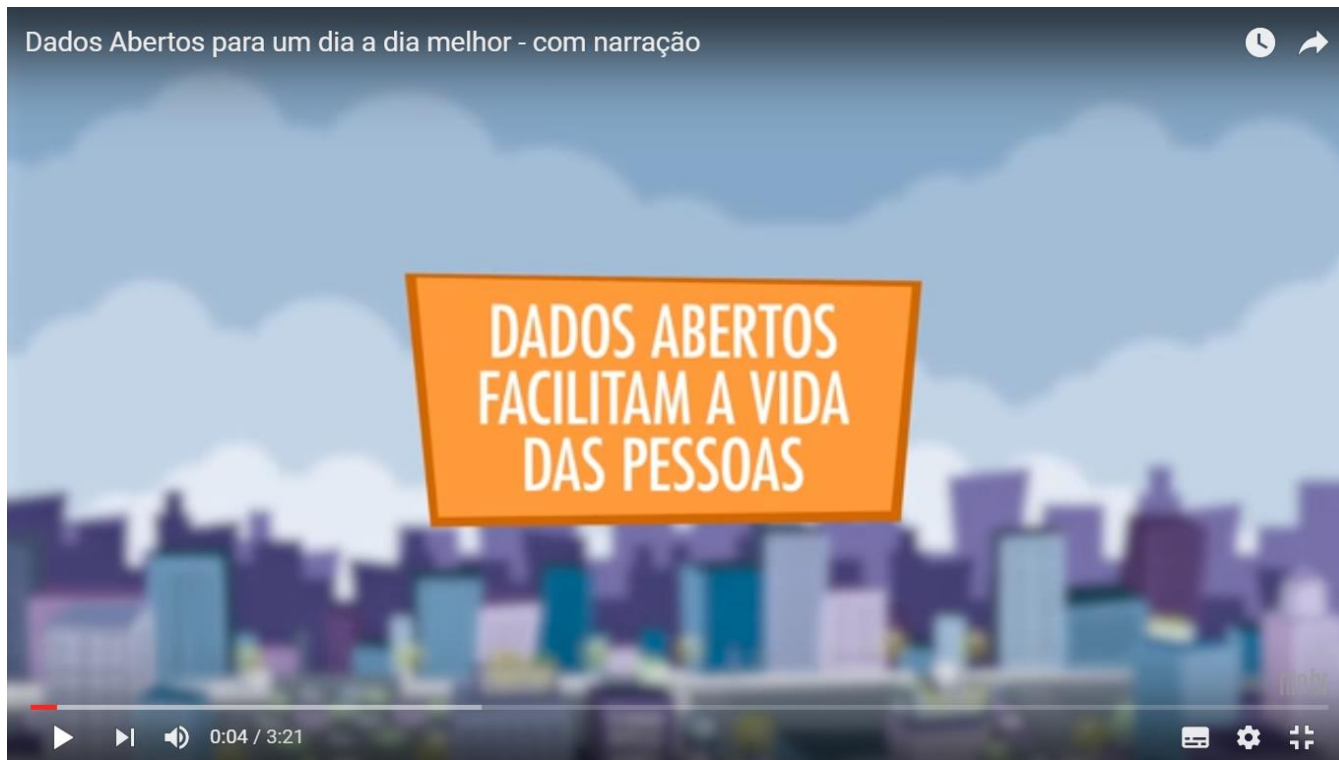 Dados Abertos para um dia a dia melhor - com narração
DADOS ABERTOS
FACILITAM A VIDA
DAS PESSOAS
0:04 / 3:21